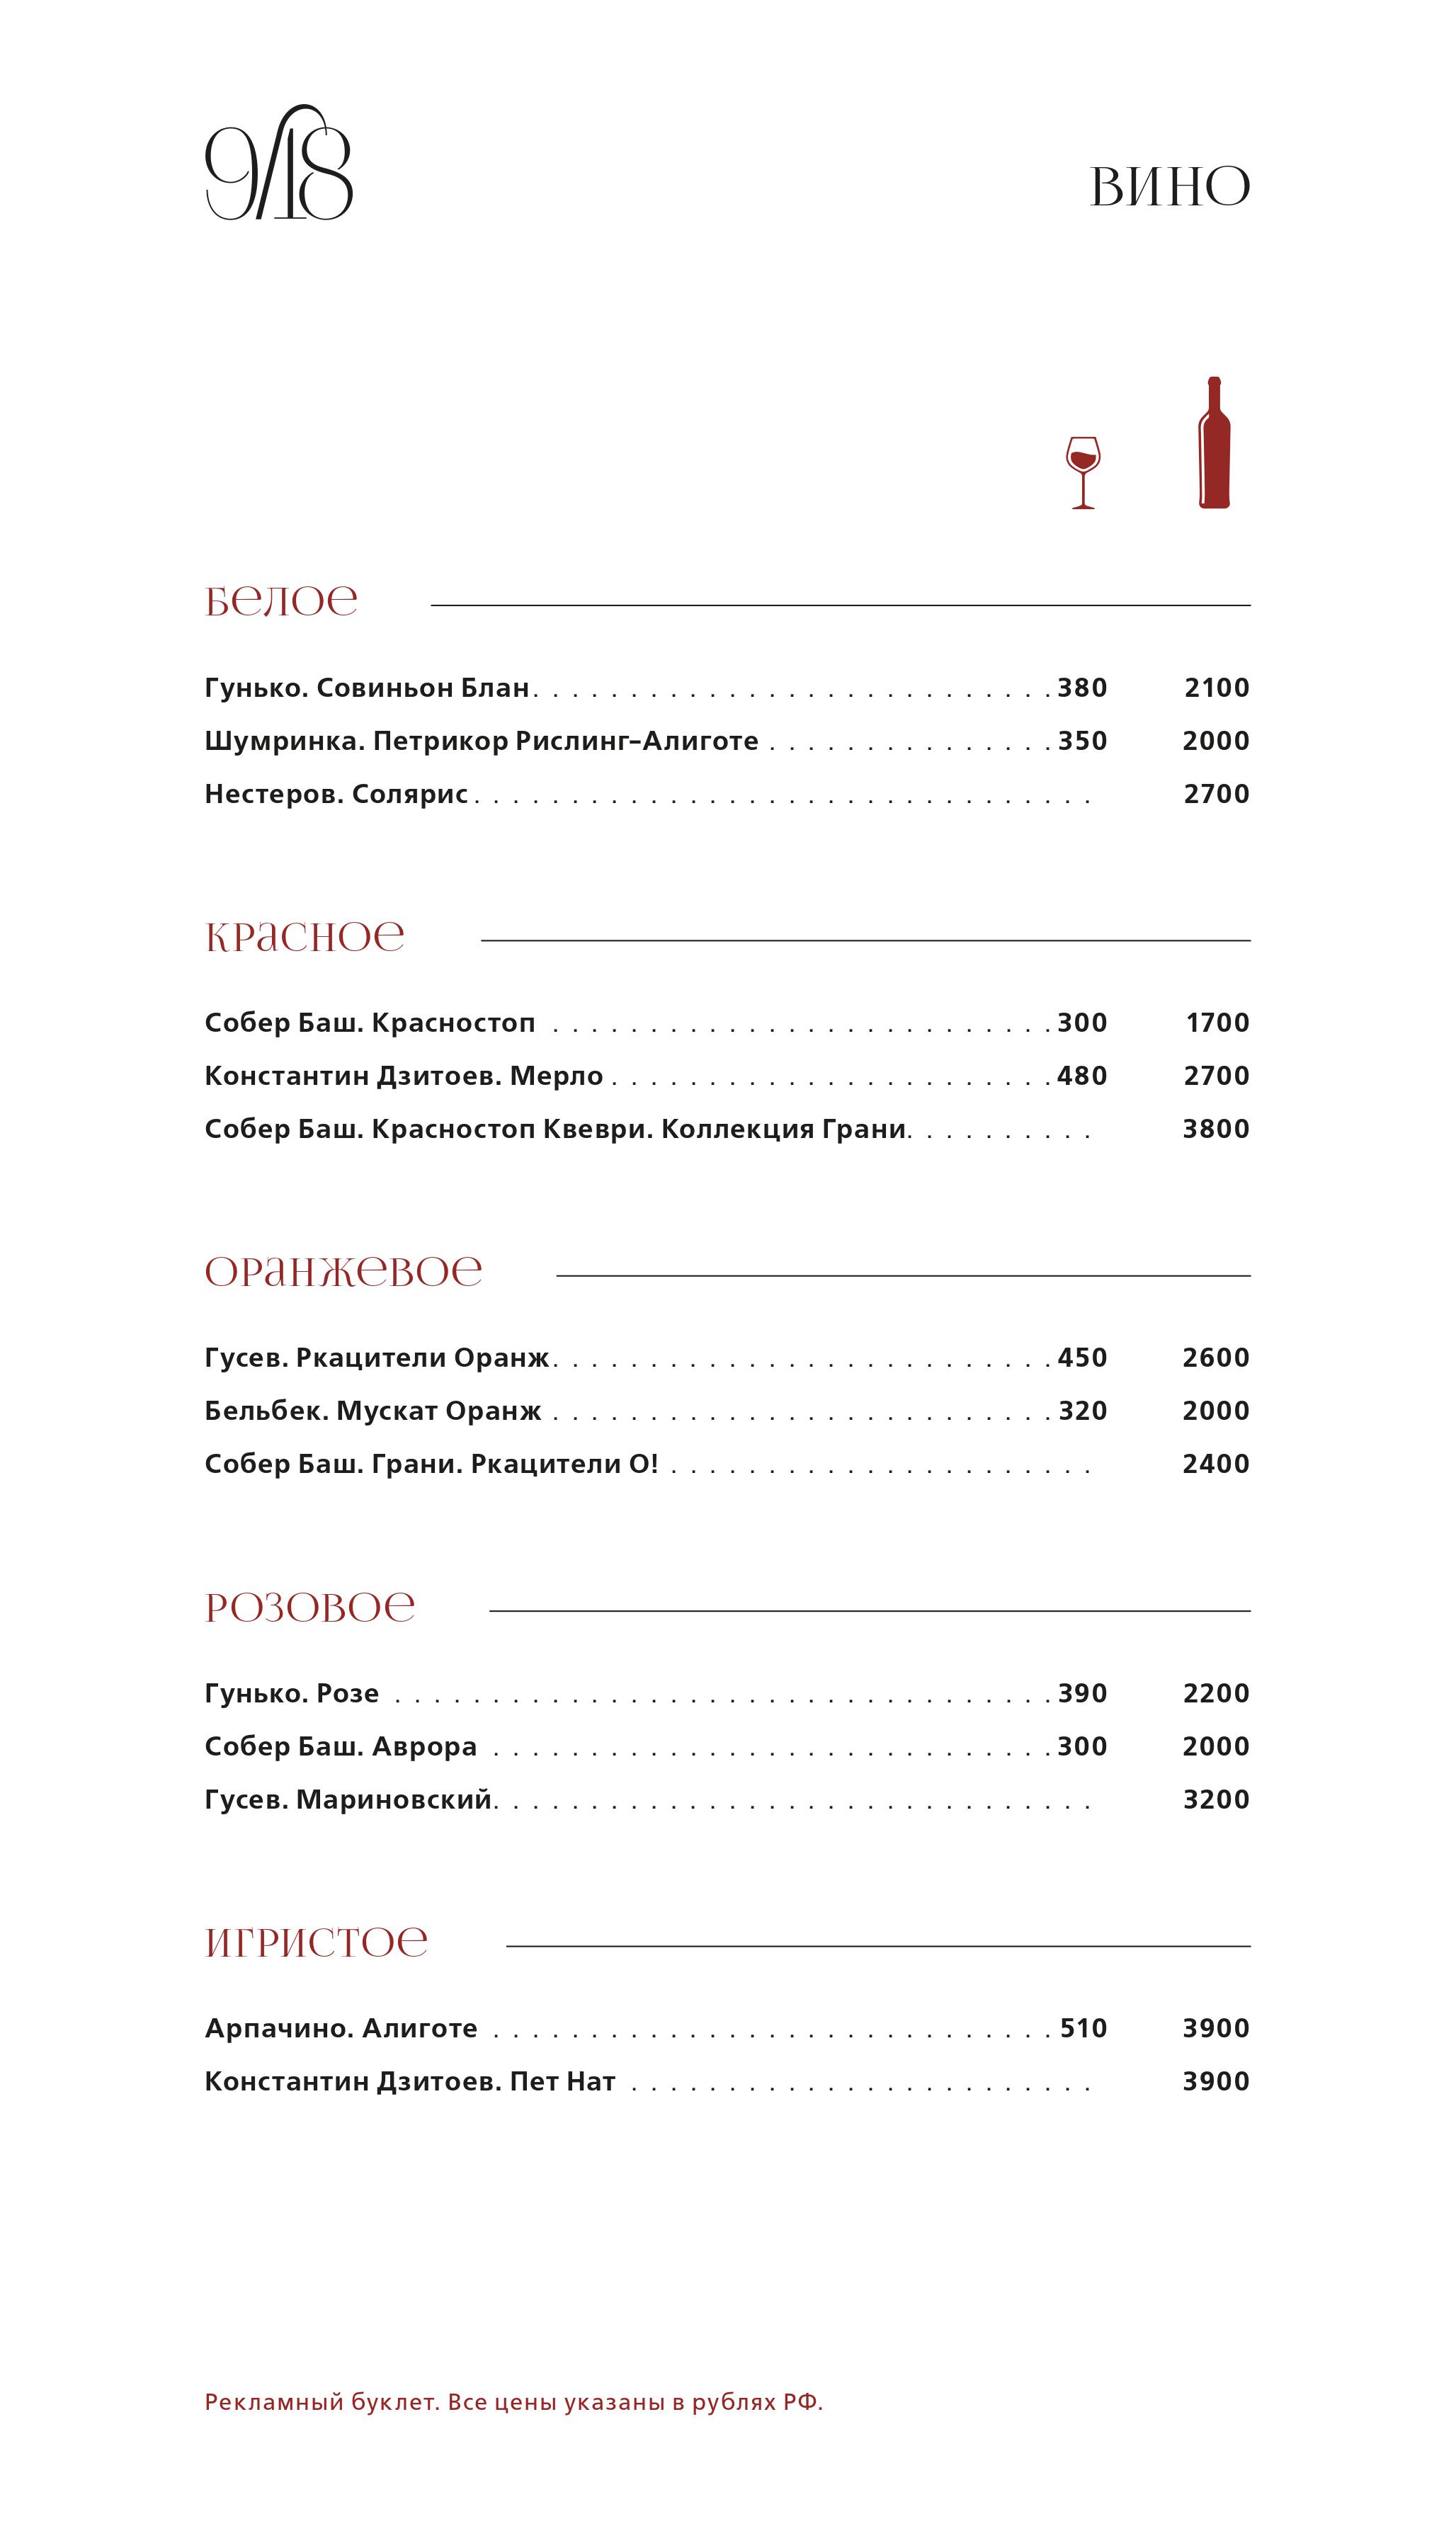 9/18
ВИНО
Белое
Гунько. Совиньон Блан. . . . . . . . . . . . . . . . . . . . . . . . . . . 380 2100
Шумринка. Петрикор Рислинг–Алиготе . . . . . . . . . . . . . . . 350 2000
Нестеров. Солярис . . . . . . . . . . . . . . . . . . . . . . . . . . . . . . . . 2700
Красное
Собер Баш. Красностоп . . . . . . . . . . . . . . . . . . . . . . . . . . 300 1700
Константин Дзитоев. Мерло . . . . . . . . . . . . . . . . . . . . . . . 480 2700
Собер Баш. Красностоп Квеври. Коллекция Грани. . . . . . . . . . 3800
Оранжевое
Гусев. Ркацители Оранж. . . . . . . . . . . . . . . . . . . . . . . . . . 450 2600
Бельбек. Мускат Оранж . . . . . . . . . . . . . . . . . . . . . . . . . . 320 2000
Собер Баш. Грани. Ркацители О! . . . . . . . . . . . . . . . . . . . . . . 2400
Розовое
Гунько. Розе . . . . . . . . . . . . . . . . . . . . . . . . . . . . . . . . . . 390 2200
Собер Баш. Аврора . . . . . . . . . . . . . . . . . . . . . . . . . . . . . 300 2000
Гусев. Мариновский. . . . . . . . . . . . . . . . . . . . . . . . . . . . . . . 3200
Игристое
Арпачино. Алиготе . . . . . . . . . . . . . . . . . . . . . . . . . . . . . 510 3900
Константин Дзитоев. Пет Нат . . . . . . . . . . . . . . . . . . . . . . . . 3900
Рекламный буклет. Все цены указаны в рублях РФ.